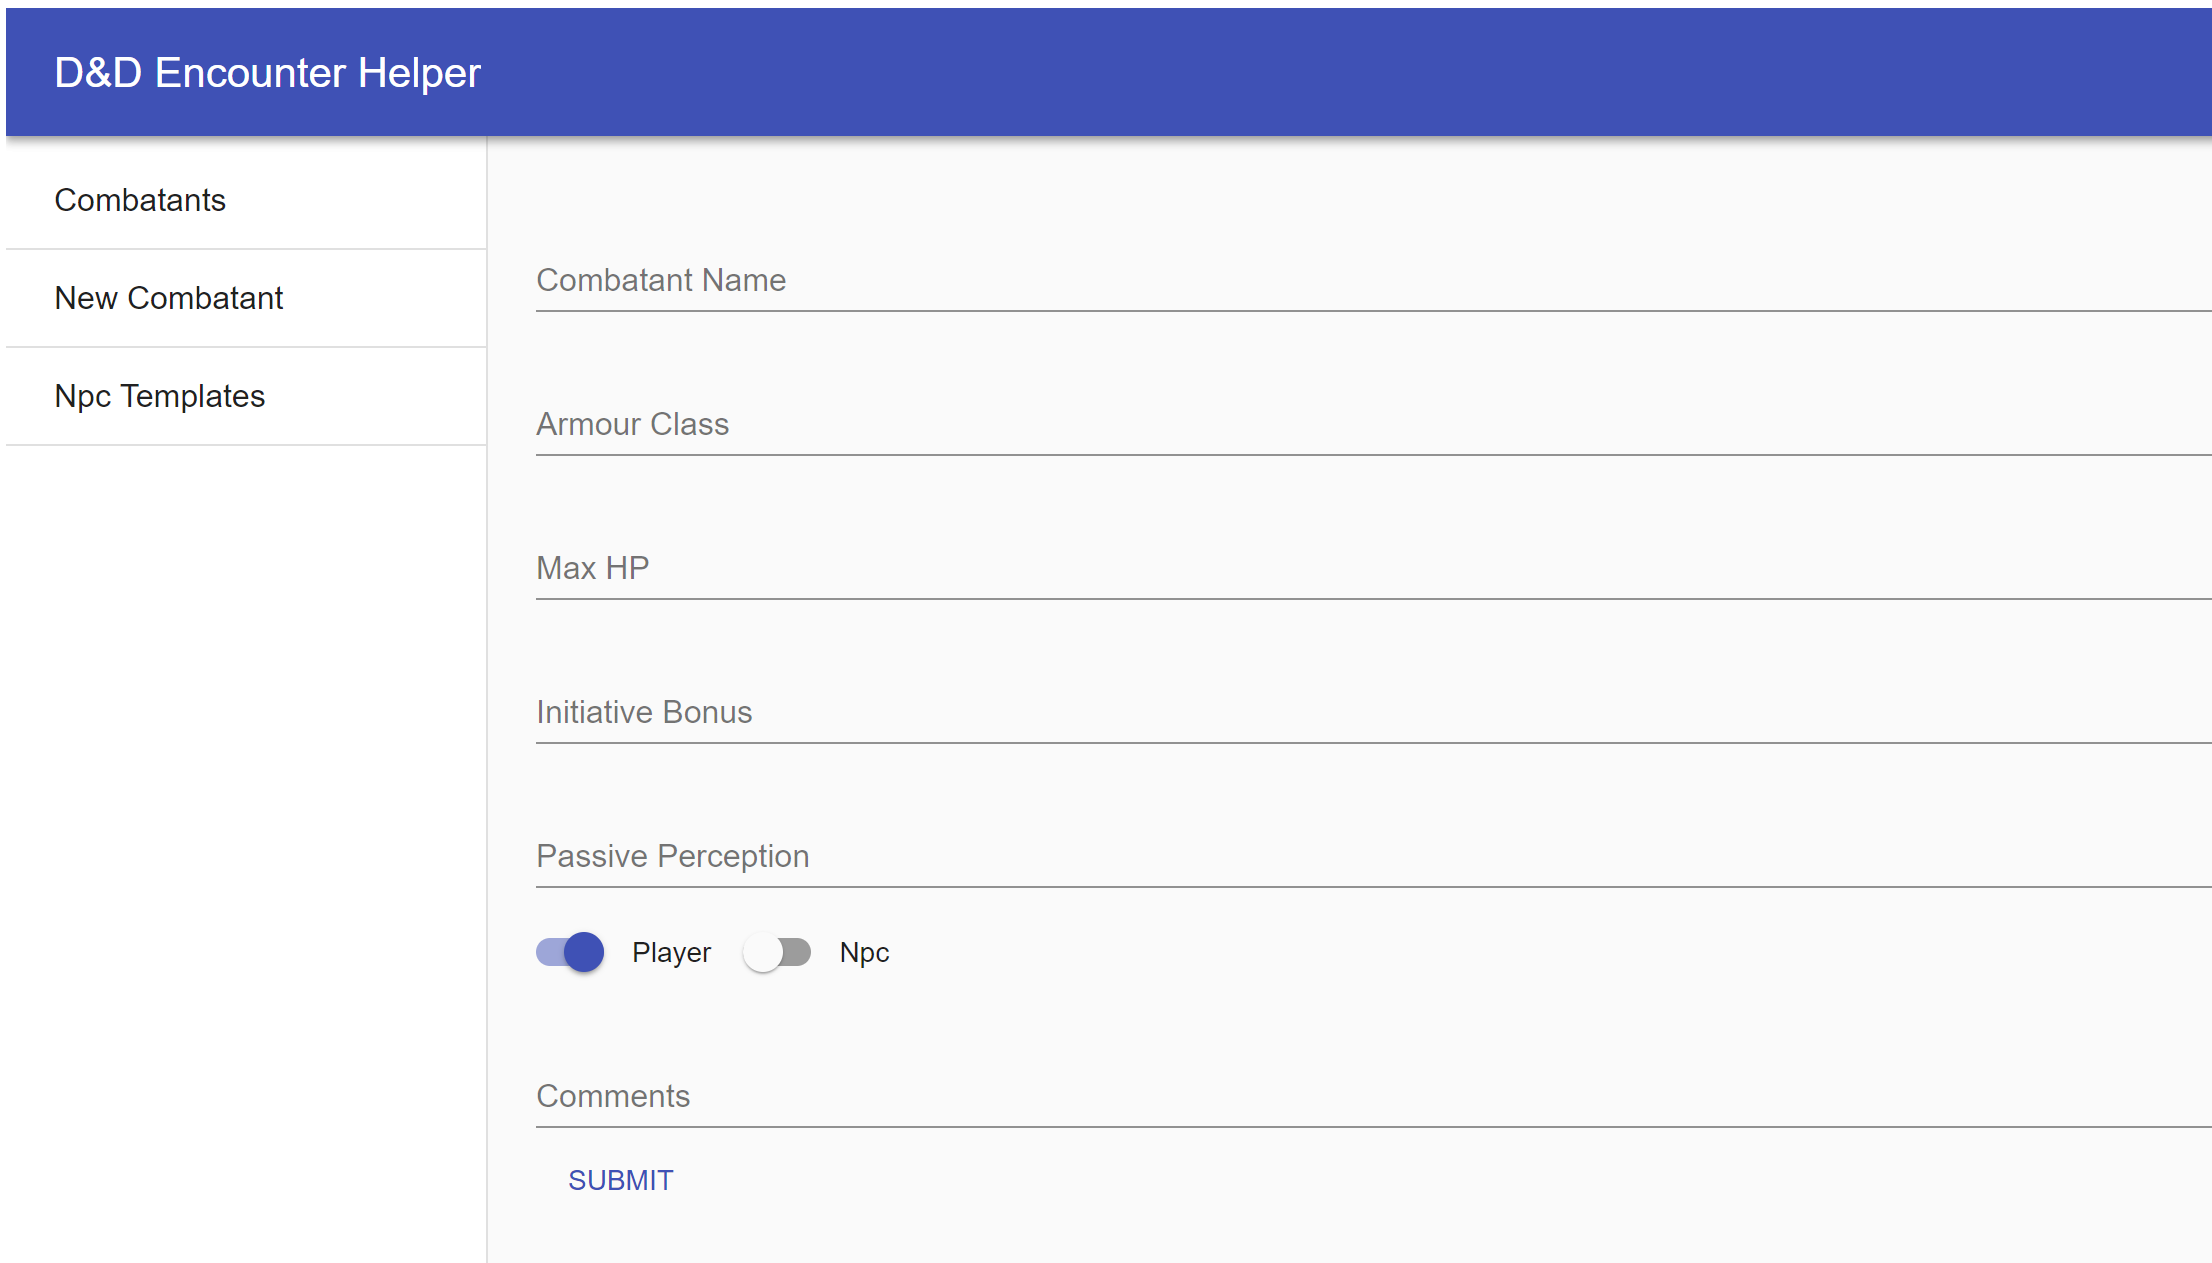 D&D Encounter Helper
Combatants
New Combatant
Npc Templates
Combatant Name
Armour Class
Max HP
Initiative Bonus
Passive Perception
Player Npc
Comments
SUBMIT